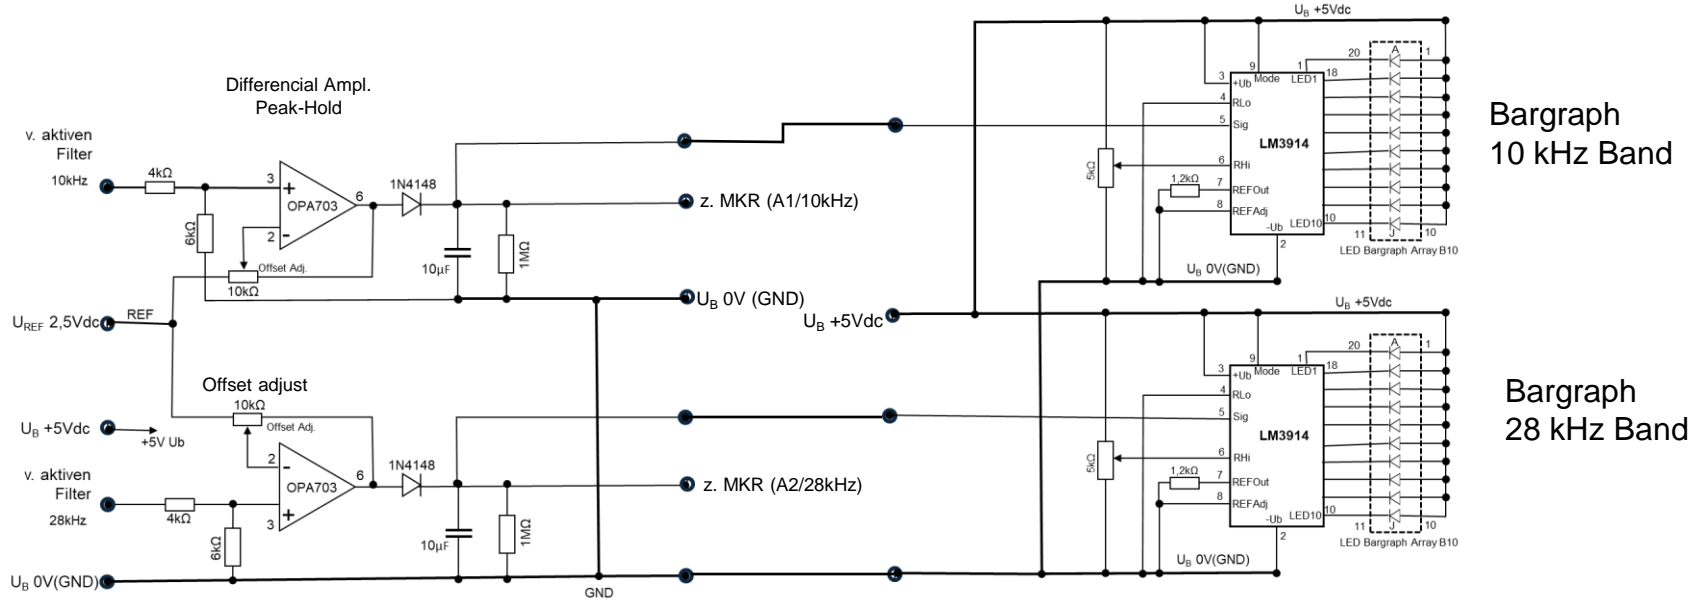 Differencial Ampl.
Peak-Hold
v. aktiven
Filter
10kHz
4kΩ
6kΩ
3
+
OPA703
2
-
6
1N4148
Offset Adj.
10kΩ
10µF
1MΩ
z. MKR (A1/10kHz)
UB 0V (GND)
UREF 2,5Vdc
REF
UB +5Vdc
Offset adjust
10kΩ
Offset Adj.
UB +5Vdc
+5V Ub
2
-
OPA703
6
1N4148
v. aktiven
Filter
28kHz
4kΩ
+
3
6kΩ
10µF
1MΩ
z. MKR (A2/28kHz)
UB 0V(GND)
GND
UB +5Vdc
5kΩ
9
Mode
1
LED1
3
+Ub
4
RLo
5
Sig
LM3914
6
RHi
1,2kΩ
7
REFOut
8
REFAdj
-Ub
2
LED10
10
18
20
A
1
11
J
10
LED Bargraph Array B10
UB 0V(GND)
Bargraph
10 kHz Band
UB +5Vdc
5kΩ
9
Mode
1
LED1
3
+Ub
4
RLo
5
Sig
LM3914
6
RHi
1,2kΩ
7
REFOut
8
REFAdj
-Ub
2
LED10
10
18
20
A
1
11
J
10
LED Bargraph Array B10
UB 0V(GND)
Bargraph
28 kHz Band